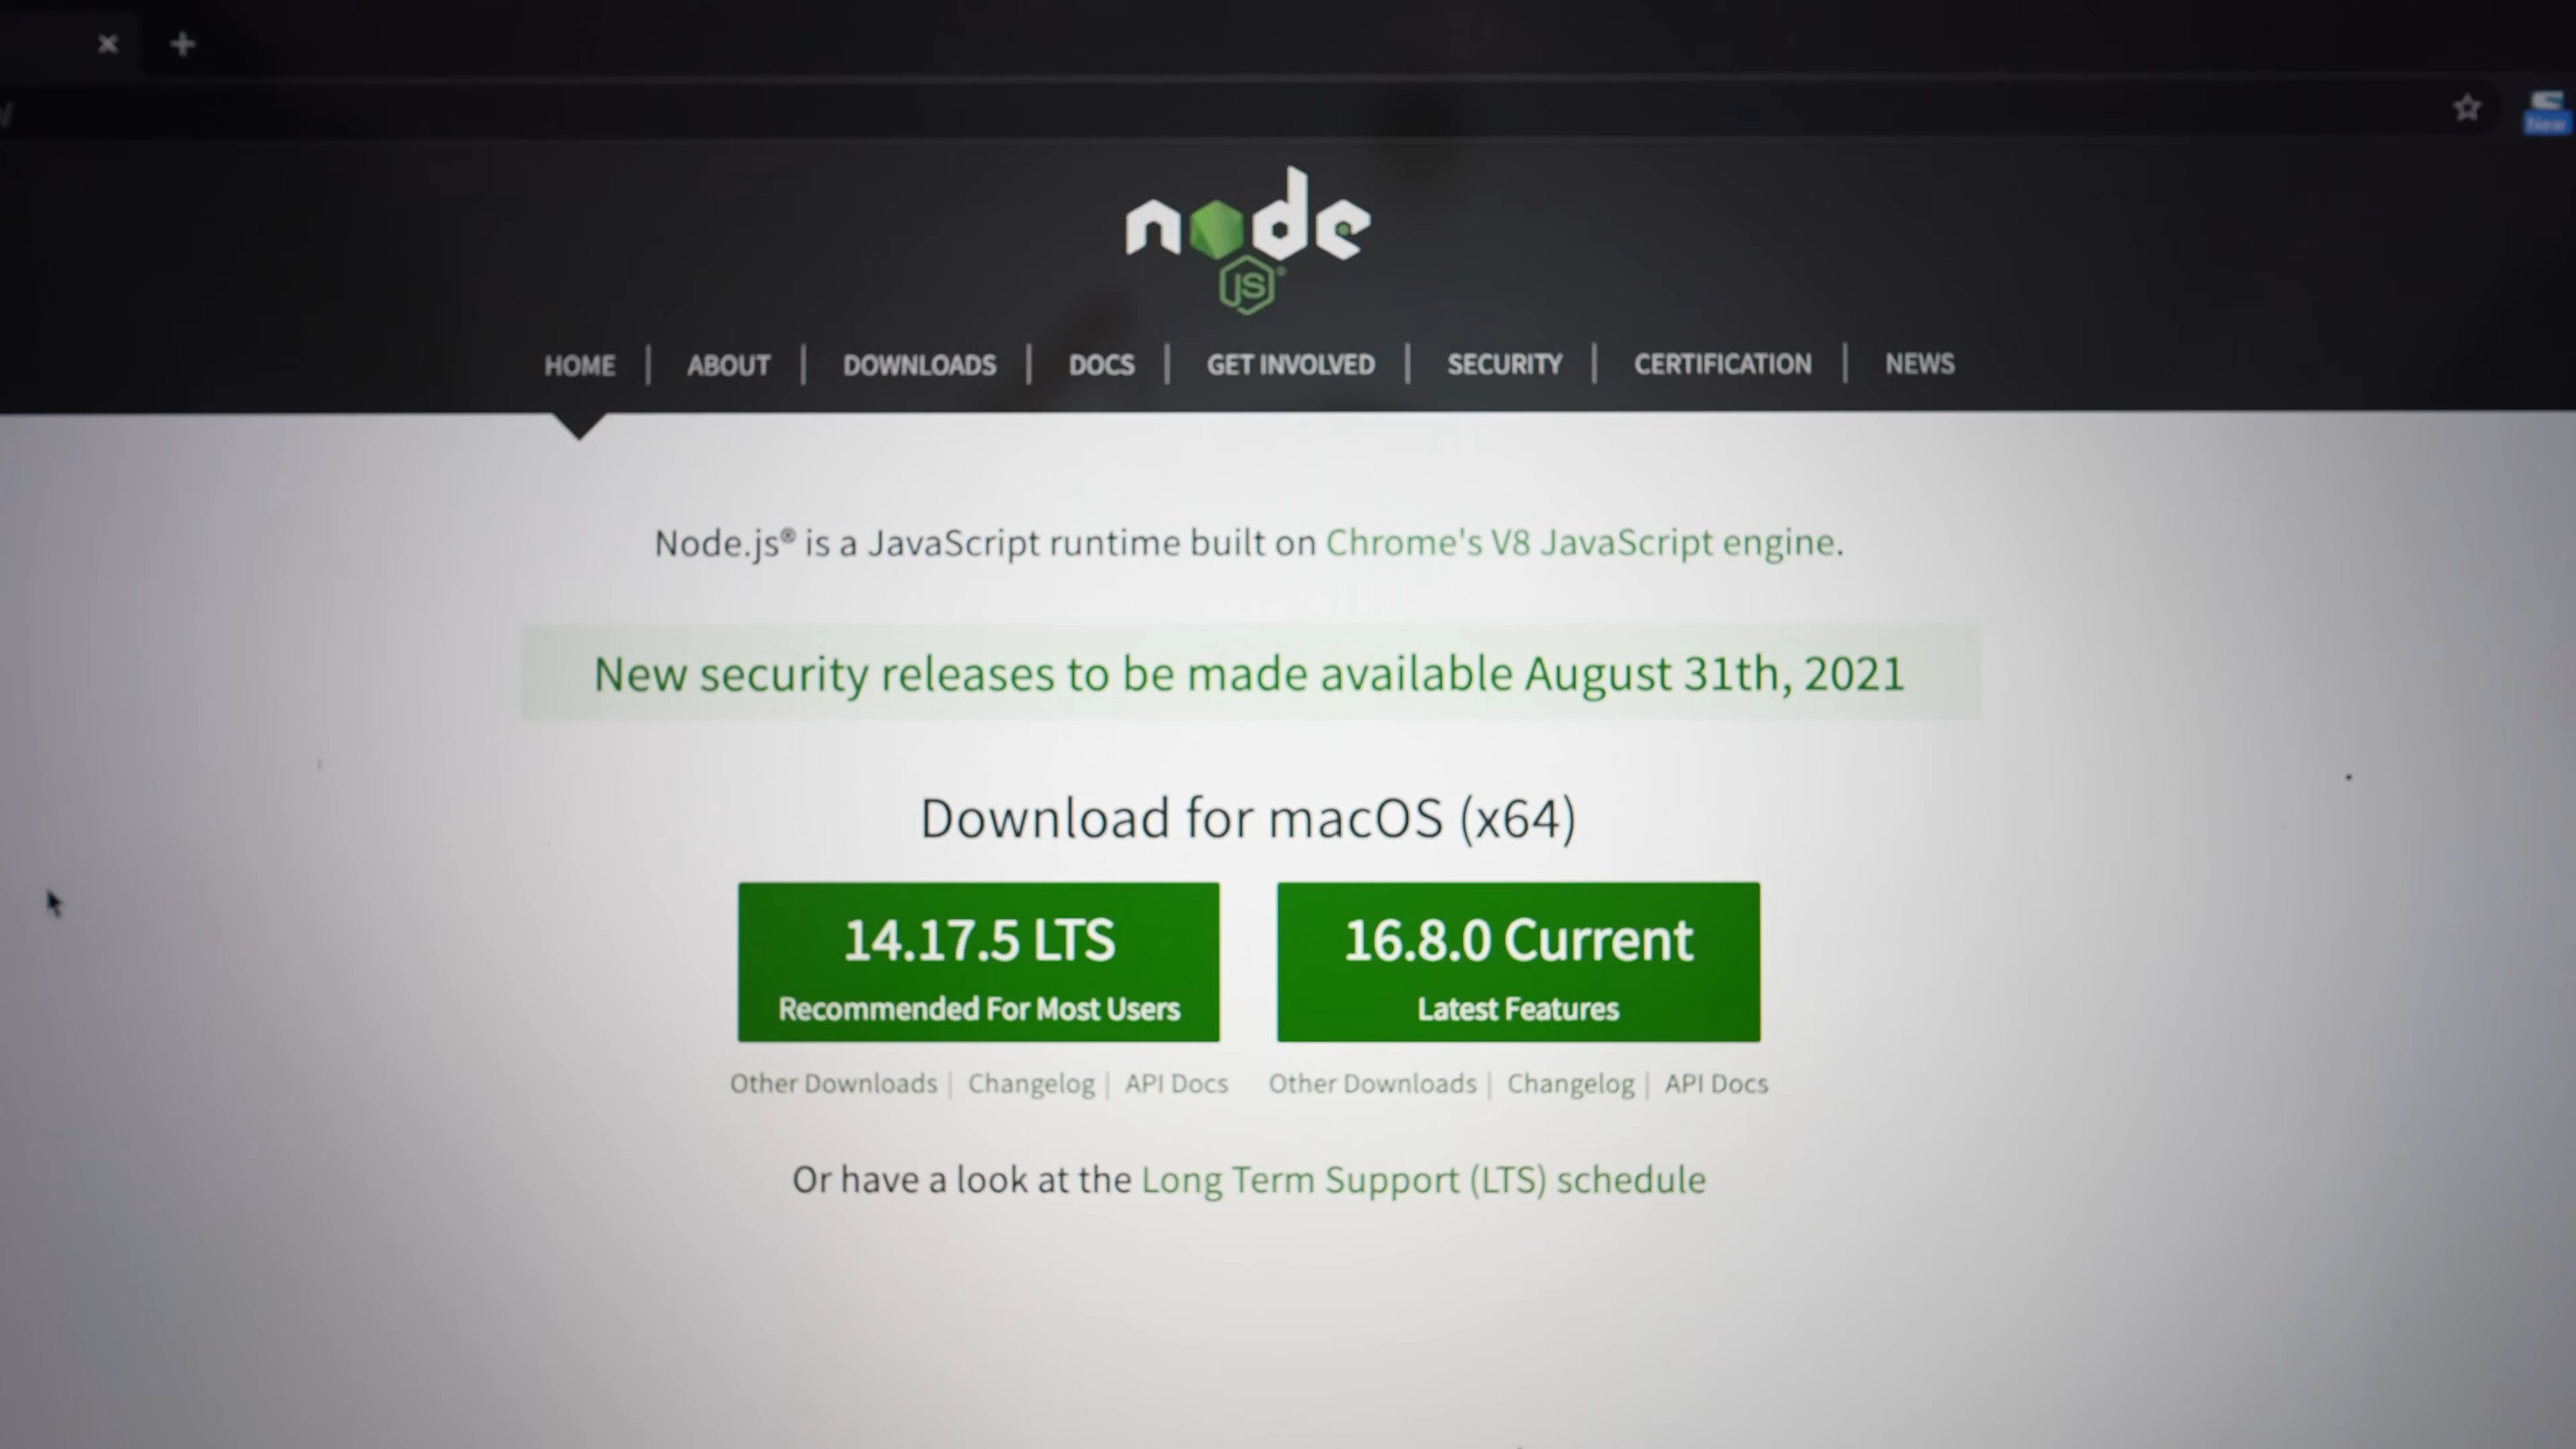 New
node
JS®
HOME | ABOUT | DOWNLOADS | DOCS | GET INVOLVED | SECURITY | CERTIFICATION | NEWS
Node.js® is a JavaScript runtime built on Chrome's V8 JavaScript engine.
New security releases to be made available August 31th, 2021
Download for macOS (x64)
14.17.5 LTS
Recommended For Most Users
16.8.0 Current
Latest Features
Other Downloads | Changelog | API Docs
Other Downloads | Changelog | API Docs
Or have a look at the Long Term Support (LTS) schedule